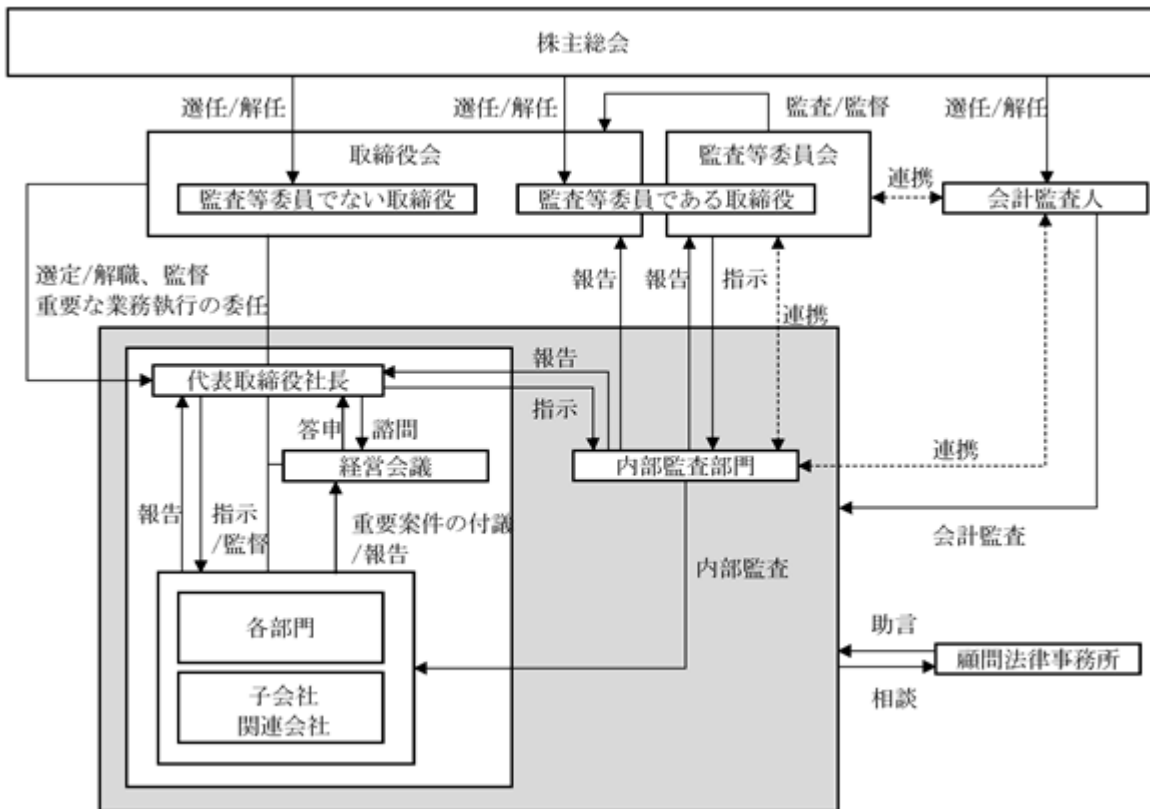 株主総会
選任/解任
選任/解任
監査/監督
選任/解任
取締役会
監査等委員会
連携
監査等委員でない取締役
監査等委員である取締役
会計監査人
選定/解職、監督
重要な業務執行の委任
報告
報告
指示
連携
代表取締役社長
報告
指示
答申
諮問
経営会議
内部監査部門
連携
報告
指示
/監督
重要案件の付議
/報告
会計監査
内部監査
各部門
助言
顧問法律事務所
相談
子会社
関連会社